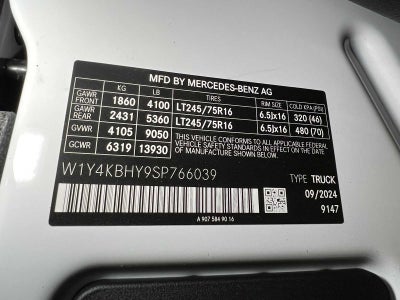 MFD BY MERCEDES-BENZ AG
KG LB TIRES RIM SIZE COLD KPA (PSI)
GAWR FRONT 1860 4100 LT245/75R16 6.5Jx16 320 (46)
GAWR REAR 2431 5360 LT245/75R16 6.5Jx16 480 (70)
GVWR 4105 9050
GCWR 6319 13930
THIS VEHICLE CONFORMS TO ALL APPLICABLE
FEDERAL MOTOR VEHICLE SAFETY
STANDARDS IN EFFECT ON THE DATE OF
MANUFACTURE SHOWN
W1Y4KBHY9SP766039
TYPE: TRUCK
09/2024
9147
A 907 584 90 16